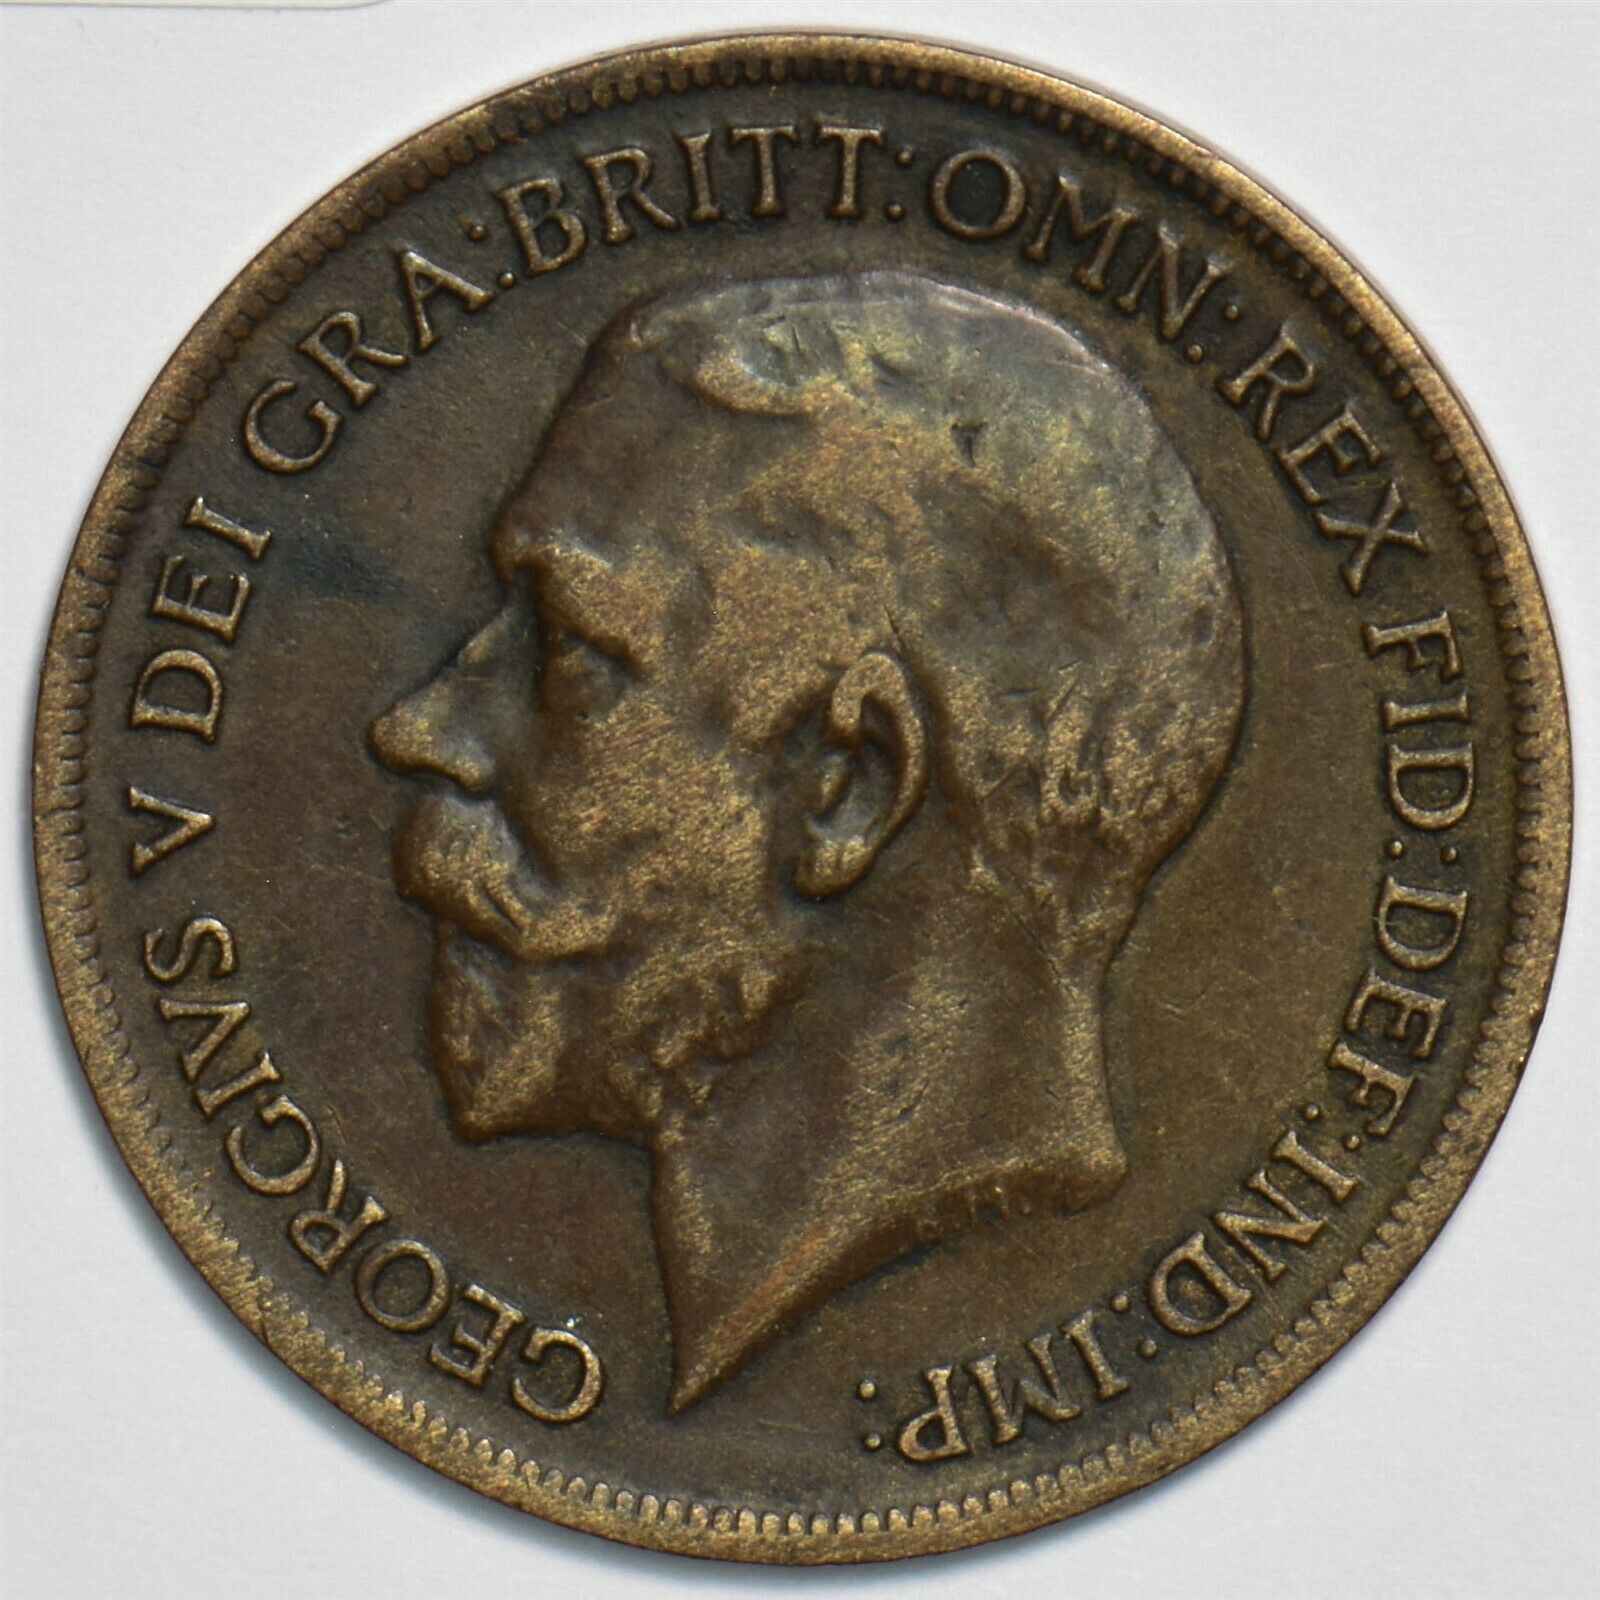 GEORGIVS V DEI GRA:BRITT:OMN:REX FID:DEF:IND:IMP:
B.M.